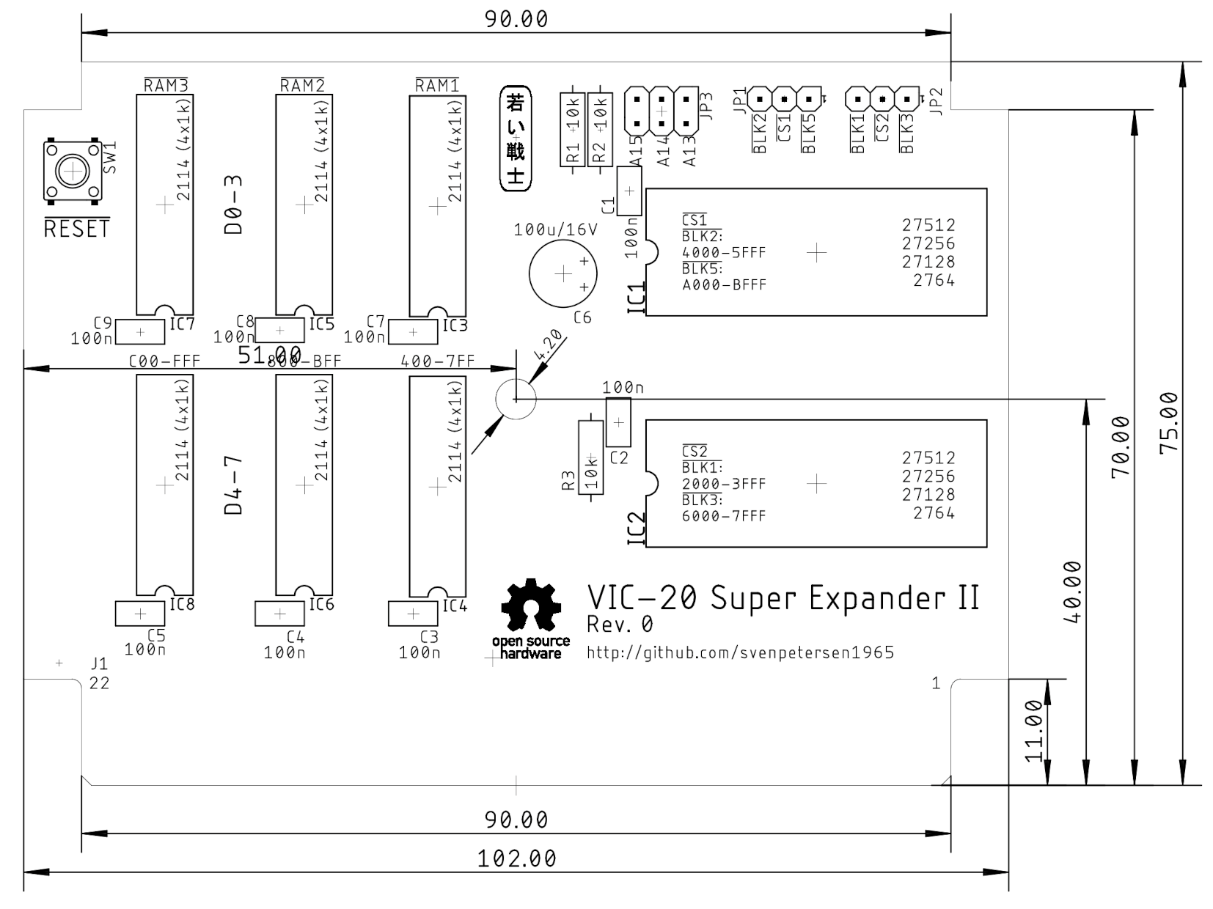 90.00
RAM3
RAM2
RAM1
若い戦士
R1 10k
R2 10k
JP3
A15
A14
A13
JP1
BLK2
CS1
BLK5
JP2
BLK1
CS2
BLK3
SW1
RESET
2114 (4x1k)
2114 (4x1k)
2114 (4x1k)
D0-3
C1
100n
100u/16V
C6
IC1
CS1
BLK2:
4000-5FFF
BLK5:
A000-BFFF
27512
27256
27128
2764
C9
100n
IC7
C8
100n
IC5
C7
100n
IC3
51.00
C00-FFF
800-BFF
400-7FF
4.20
2114 (4x1k)
2114 (4x1k)
2114 (4x1k)
D4-7
100n
C2
R3
10k
IC2
CS2
BLK1:
2000-3FFF
BLK3:
6000-7FFF
27512
27256
27128
2764
70.00
75.00
40.00
11.00
IC8
C5
100n
IC6
C4
100n
IC4
C3
100n
open source
hardware
VIC-20 Super Expander II
Rev. 0
http://github.com/svenpetersen1965
J1
22
1
90.00
102.00